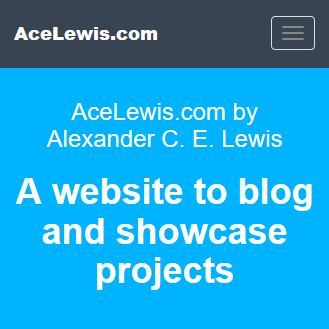 AceLewis.com
AceLewis.com by
Alexander C. E. Lewis
A website to blog
and showcase
projects